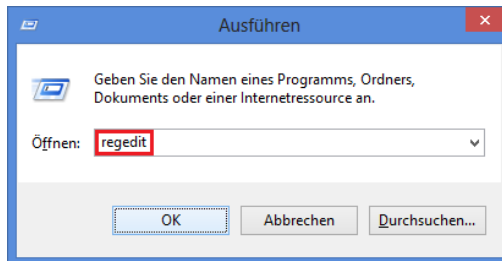 Ausführen
Geben Sie den Namen eines Programms, Ordners,
Dokuments oder einer Internetressource an.
Öffnen: regedit
OK Abbrechen Durchsuchen...